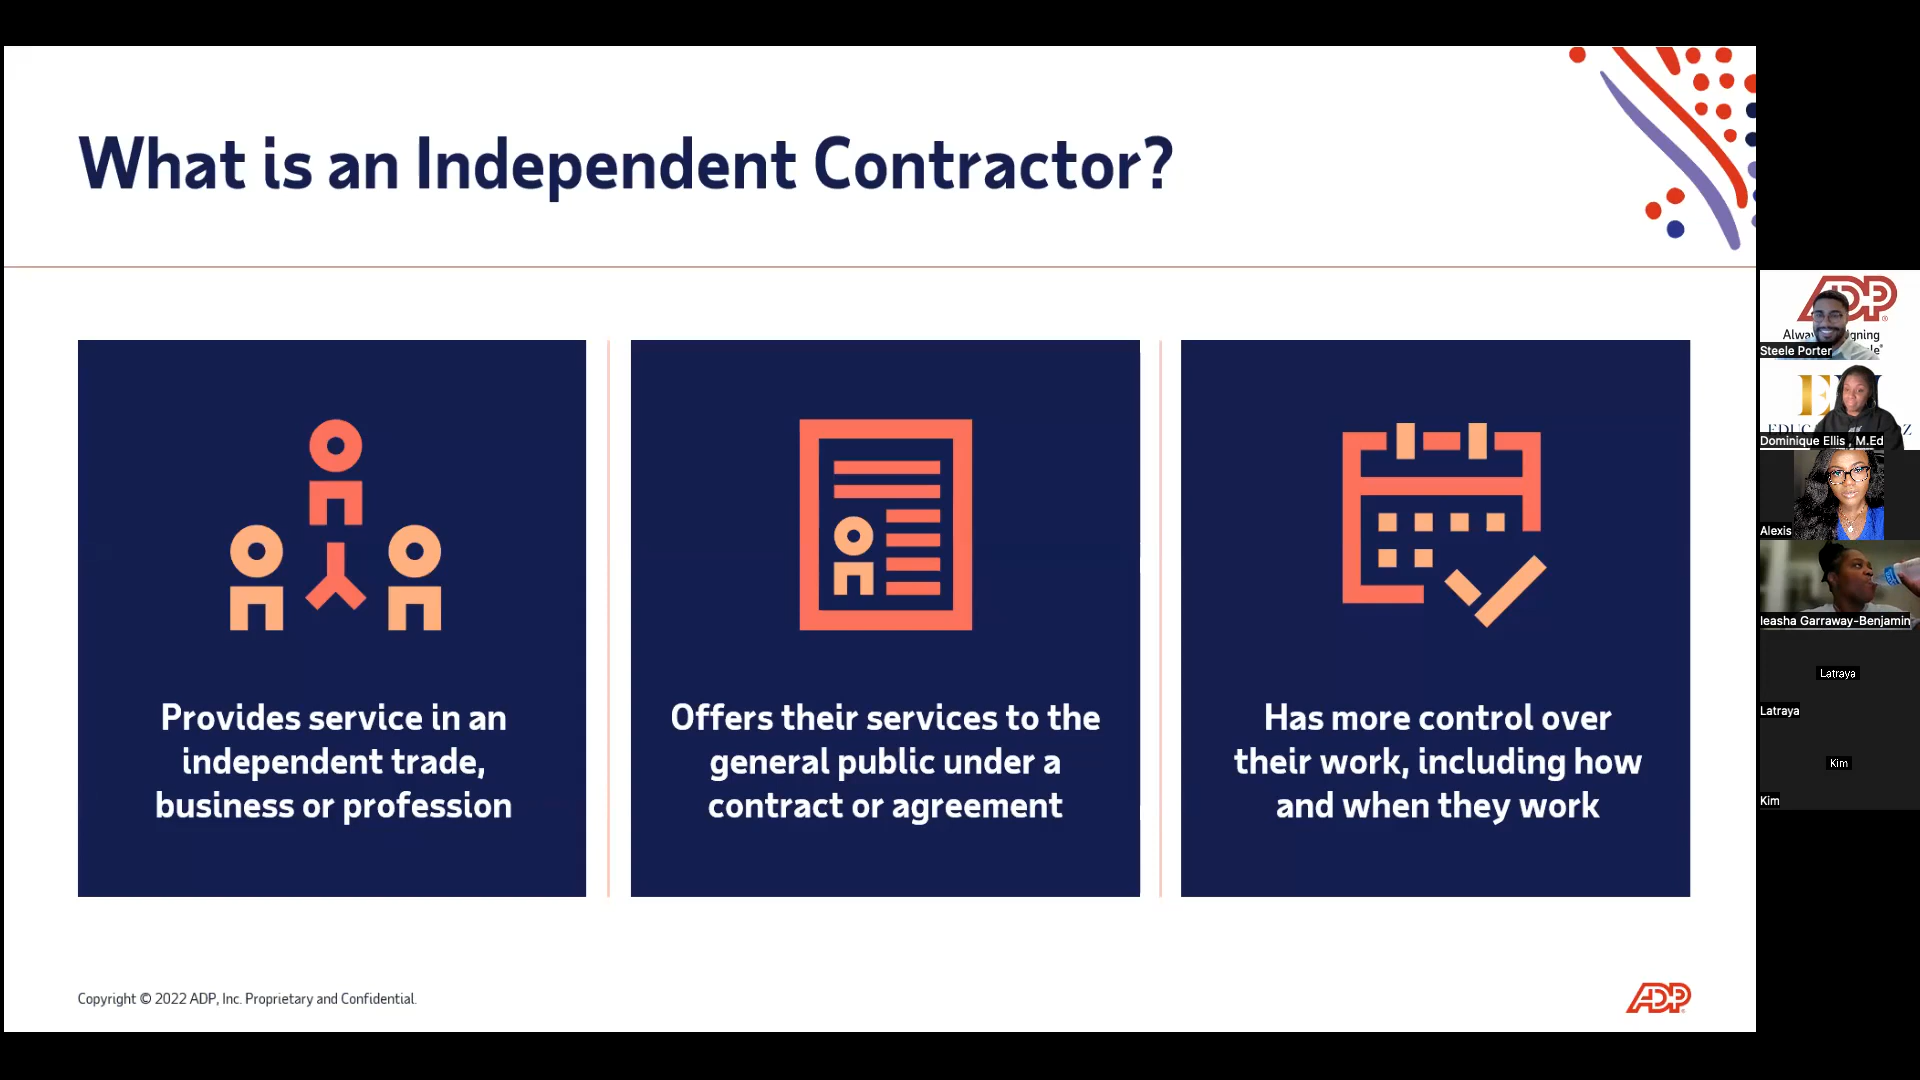 What is an Independent Contractor?
Provides service in an
independent trade,
business or profession
Offers their services to the
general public under a
contract or agreement
Has more control over
their work, including how
and when they work
Copyright © 2022 ADP, Inc. Proprietary and Confidential.
ADP
ADP
Steele Porter
Dominique Ellis , M.Ed
Alexis
leasha Garraway-Benjamin
Latraya
Latraya
Kim
Kim